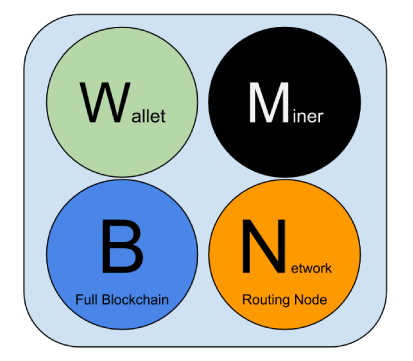 Wallet
Miner
B
Full Blockchain
Network
Routing Node